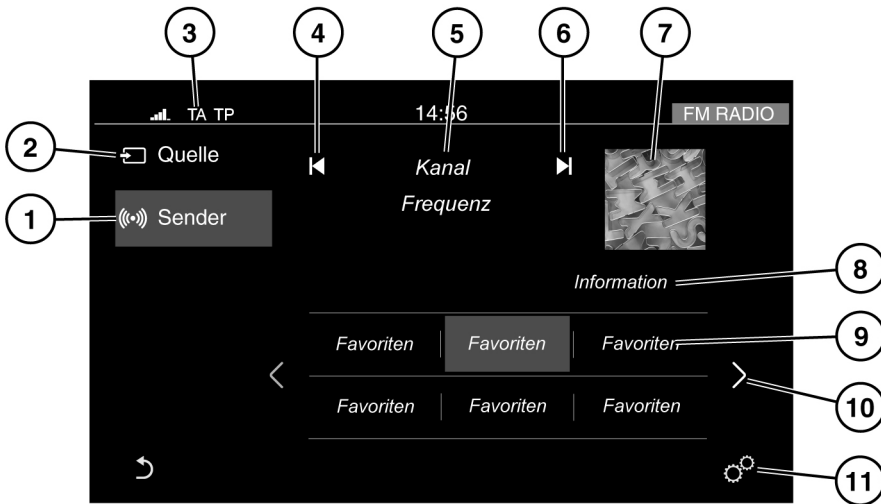 3 4 5 6 7
TA TP 14:56 FM RADIO
2 Quelle Kanal
1 Sender Frequenz
Information 8
Favoriten Favoriten Favoriten 9
Favoriten Favoriten Favoriten 10
11